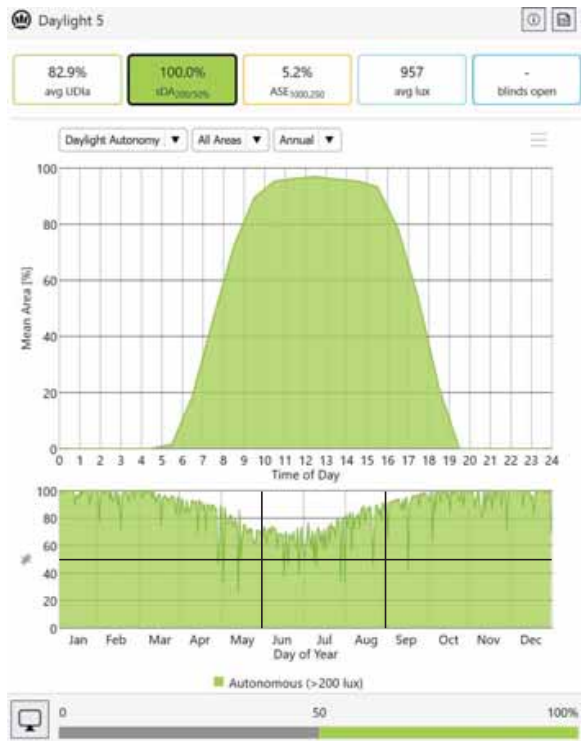 Daylight 5
82.9% 100.0% 5.2% 957 -
avg UDIa sDA200/50% ASE1000,250 avg lux blinds open
Daylight Autonomy ▼ All Areas ▼ Annual ▼
100
80
60
40
20
0
Mean Area [%]
0 1 2 3 4 5 6 7 8 9 10 11 12 13 14 15 16 17 18 19 20 21 22 23 24
Time of Day
100
80
60
40
20
0
%
Jan Feb Mar Apr May Jun Jul Aug Sep Oct Nov Dec
Day of Year
Autonomous (>200 lux)
0 50 100%